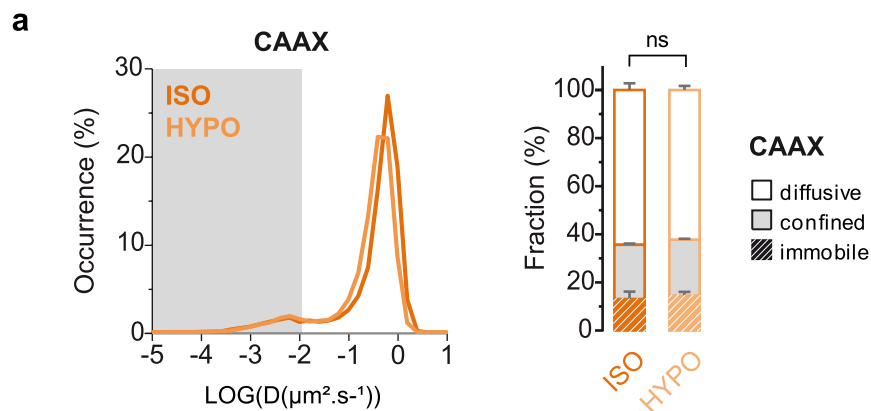 a
CAAX
30
20
10
0
Occurrence (%)
ISO
HYPO
-5 -4 -3 -2 -1 0 1
LOG(D(µm².s-¹))
ns
100
80
60
40
20
0
Fraction (%)
ISO HYPO
CAAX
diffusive
confined
immobile